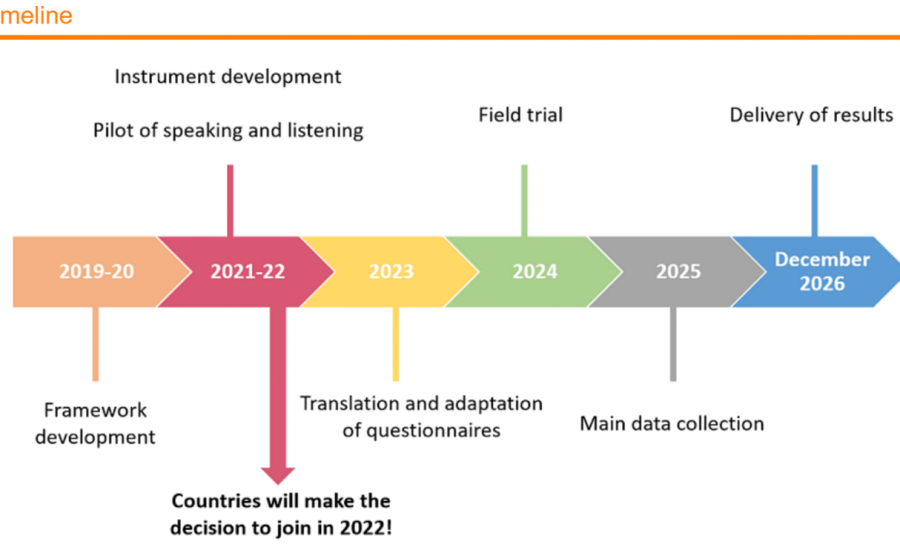 meline
Instrument development
Pilot of speaking and listening
Field trial
Delivery of results
2019-20
2021-22
2023
2024
2025
December
2026
Framework
development
Translation and adaptation
of questionnaires
Main data collection
Countries will make the
decision to join in 2022!